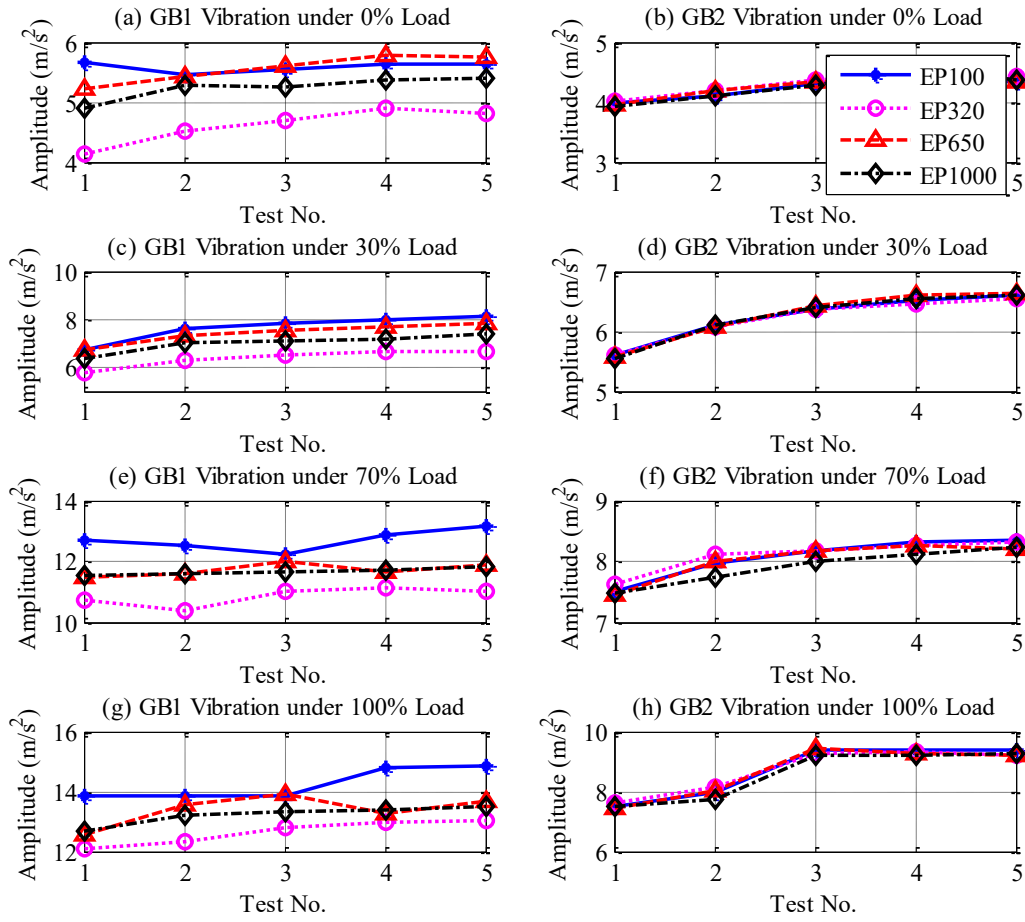 (a) GB1 Vibration under 0% Load
Amplitude (m/s²)
6
5
4
1 2 3 4 5
Test No.
(b) GB2 Vibration under 0% Load
Amplitude (m/s²)
5
4
3
1 2 3 4 5
Test No.
EP100
EP320
EP650
EP1000
(c) GB1 Vibration under 30% Load
Amplitude (m/s²)
10
8
6
1 2 3 4 5
Test No.
(d) GB2 Vibration under 30% Load
Amplitude (m/s²)
7
6
5
1 2 3 4 5
Test No.
(e) GB1 Vibration under 70% Load
Amplitude (m/s²)
14
12
10
1 2 3 4 5
Test No.
(f) GB2 Vibration under 70% Load
Amplitude (m/s²)
9
8
7
1 2 3 4 5
Test No.
(g) GB1 Vibration under 100% Load
Amplitude (m/s²)
16
14
12
1 2 3 4 5
Test No.
(h) GB2 Vibration under 100% Load
Amplitude (m/s²)
10
8
6
1 2 3 4 5
Test No.